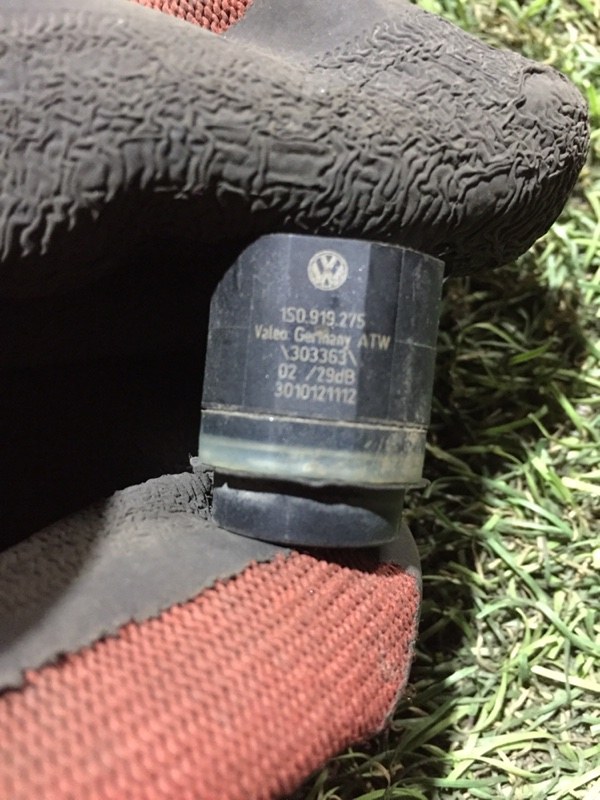 1S0.919.275
Valeo Germany ATW
\303363\
02 /29dB
3010121112